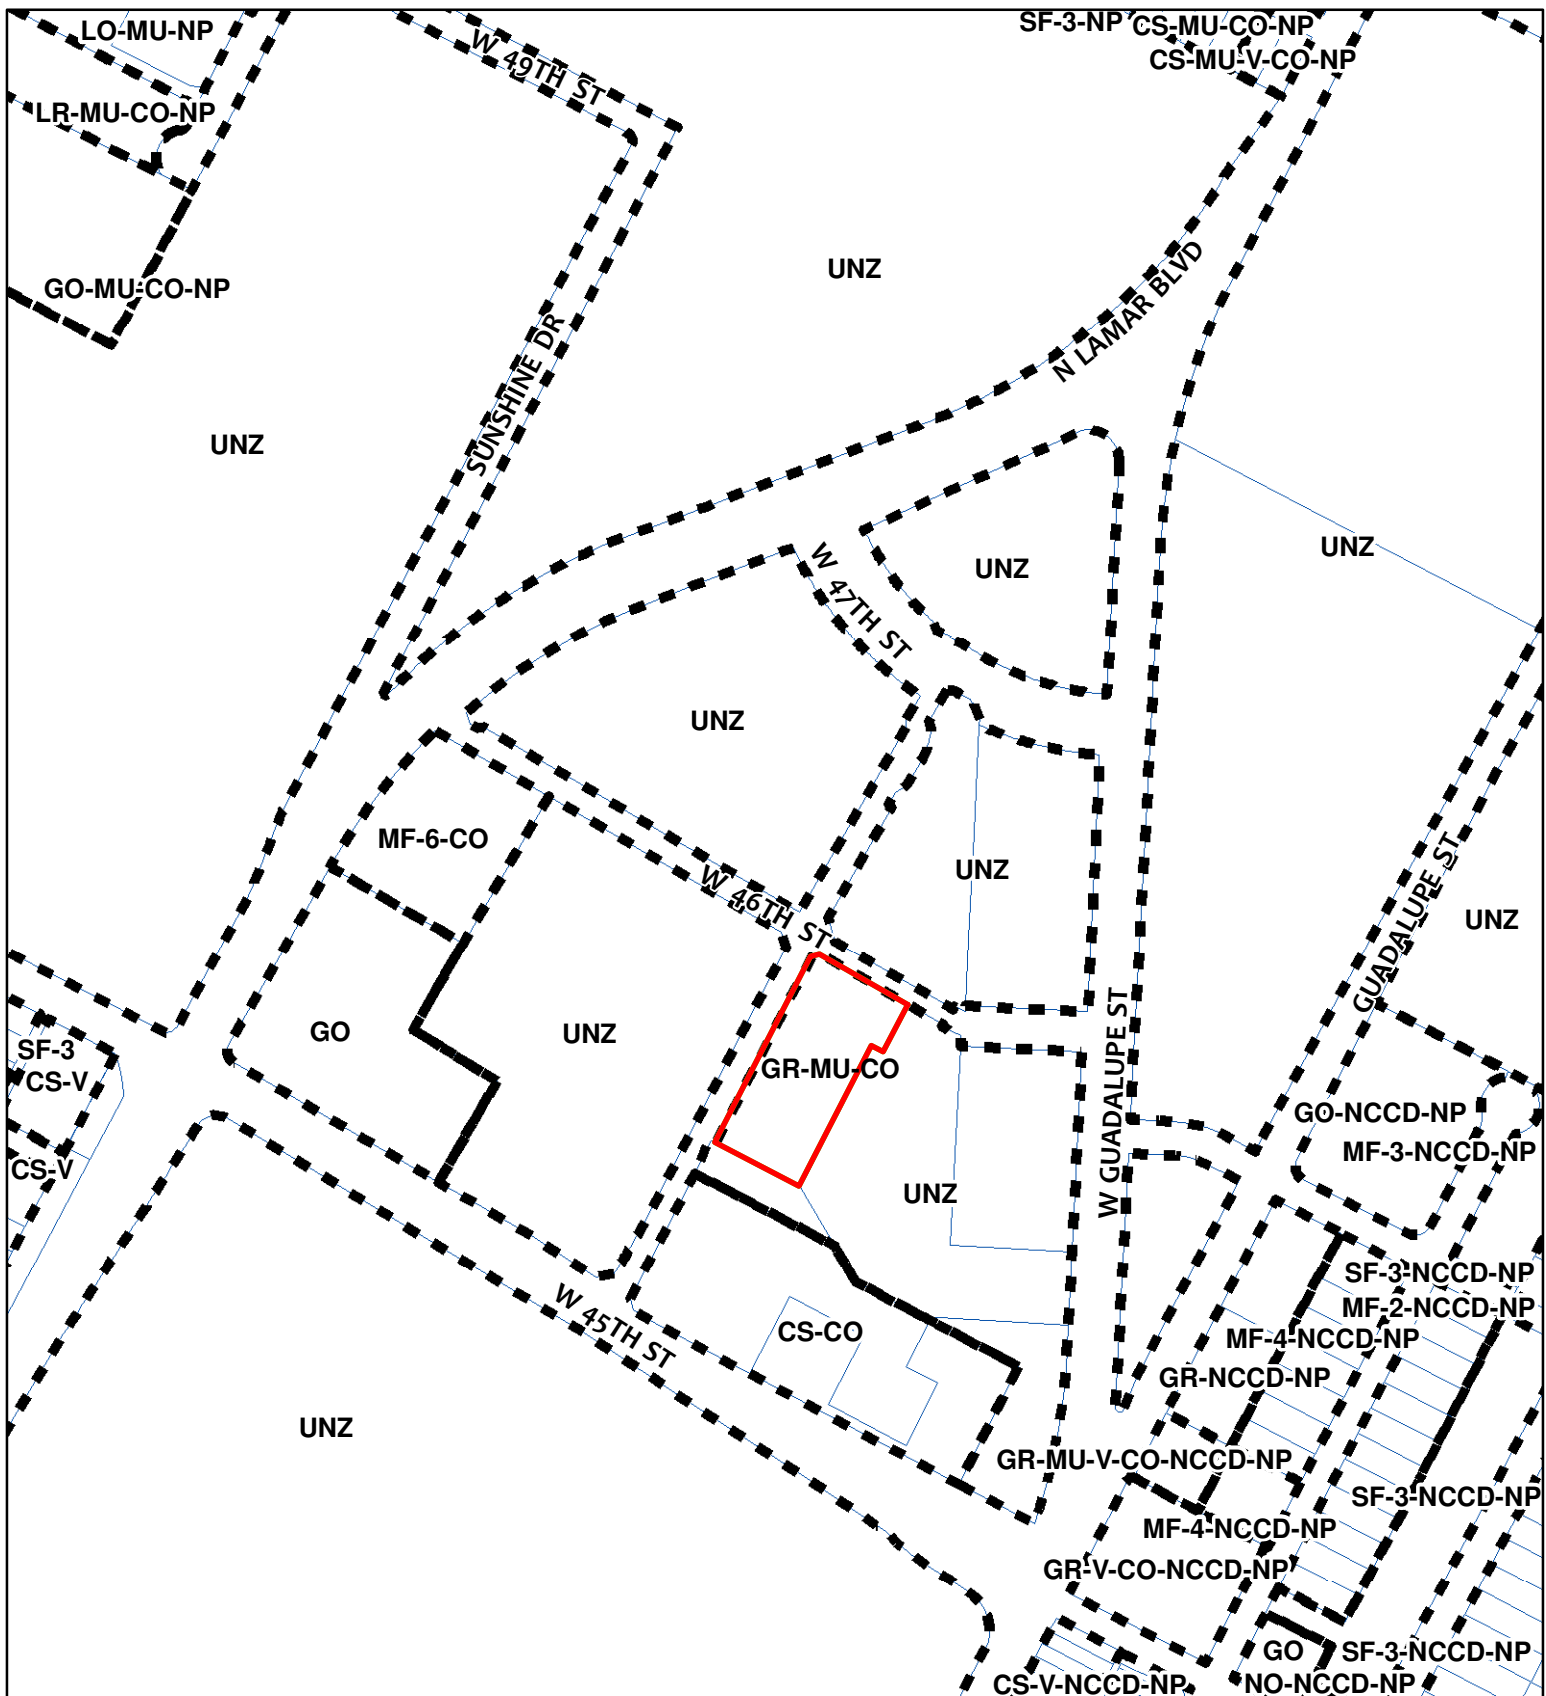 LO-MU-NP
SF-3-NP
CS-MU-CO-NP
CS-MU-V-CO-NP
W 49TH ST
LR-MU-CO-NP
GO-MU-CO-NP
UNZ
N LAMAR BLVD
SUNSHINE DR
UNZ
UNZ
UNZ
W 47TH ST
UNZ
MF-6-CO
UNZ
W 46TH ST
GUADALUPE ST
UNZ
GO
UNZ
SF-3
CS-V
GR-MU-CO
W GUADALUPE ST
GO-NCCD-NP
MF-3-NCCD-NP
CS-V
UNZ
SF-3-NCCD-NP
MF-2-NCCD-NP
W 45TH ST
CS-CO
MF-4-NCCD-NP
GR-NCCD-NP
UNZ
GR-MU-V-CO-NCCD-NP
SF-3-NCCD-NP
MF-4-NCCD-NP
GR-V-CO-NCCD-NP
GO
SF-3-NCCD-NP
CS-V-NCCD-NP
NO-NCCD-NP